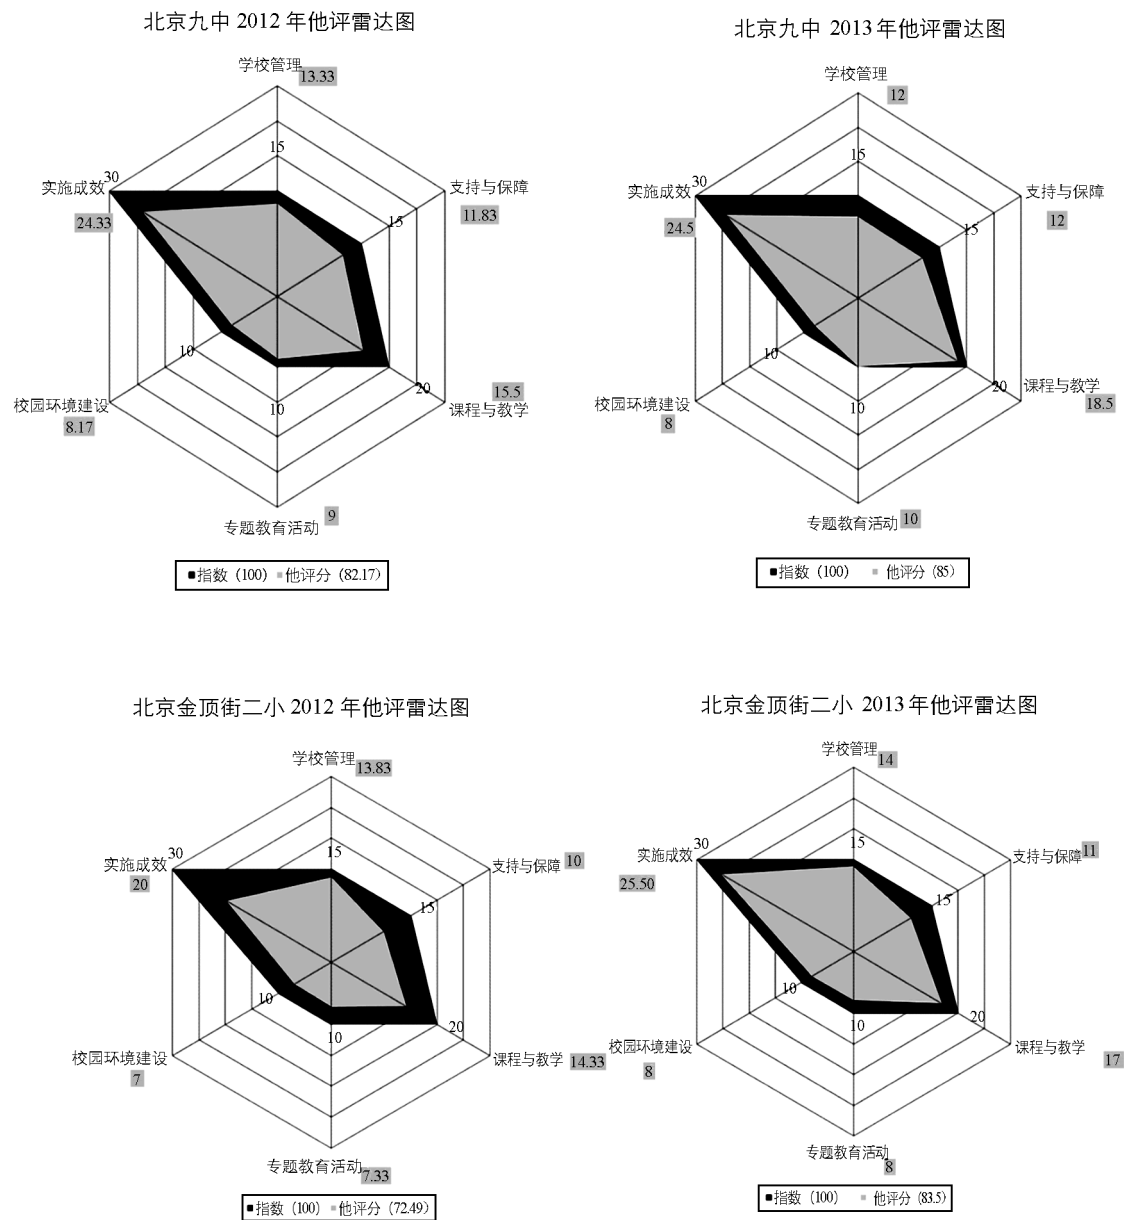 北京九中 2012 年他评雷达图
学校管理
13.33
15
支持与保障
11.83
15
实施成效
30
24.33
校园环境建设
8.17
10
10
20
15.5
课程与教学
专题教育活动
9
指数（100） 他评分（82.17）
北京九中 2013 年他评雷达图
学校管理
12
15
支持与保障
12
15
实施成效
30
24.5
校园环境建设
8
10
10
20
课程与教学
18.5
专题教育活动
10
指数（100） 他评分（85）
北京金顶街二小 2012 年他评雷达图
学校管理
13.83
15
支持与保障
10
15
实施成效
30
20
校园环境建设
7
10
10
20
课程与教学
14.33
专题教育活动
7.33
指数（100） 他评分（72.49）
北京金顶街二小 2013 年他评雷达图
学校管理
14
15
支持与保障
11
15
实施成效
30
25.50
校园环境建设
8
10
10
20
课程与教学
17
专题教育活动
8
指数（100） 他评分（83.5）